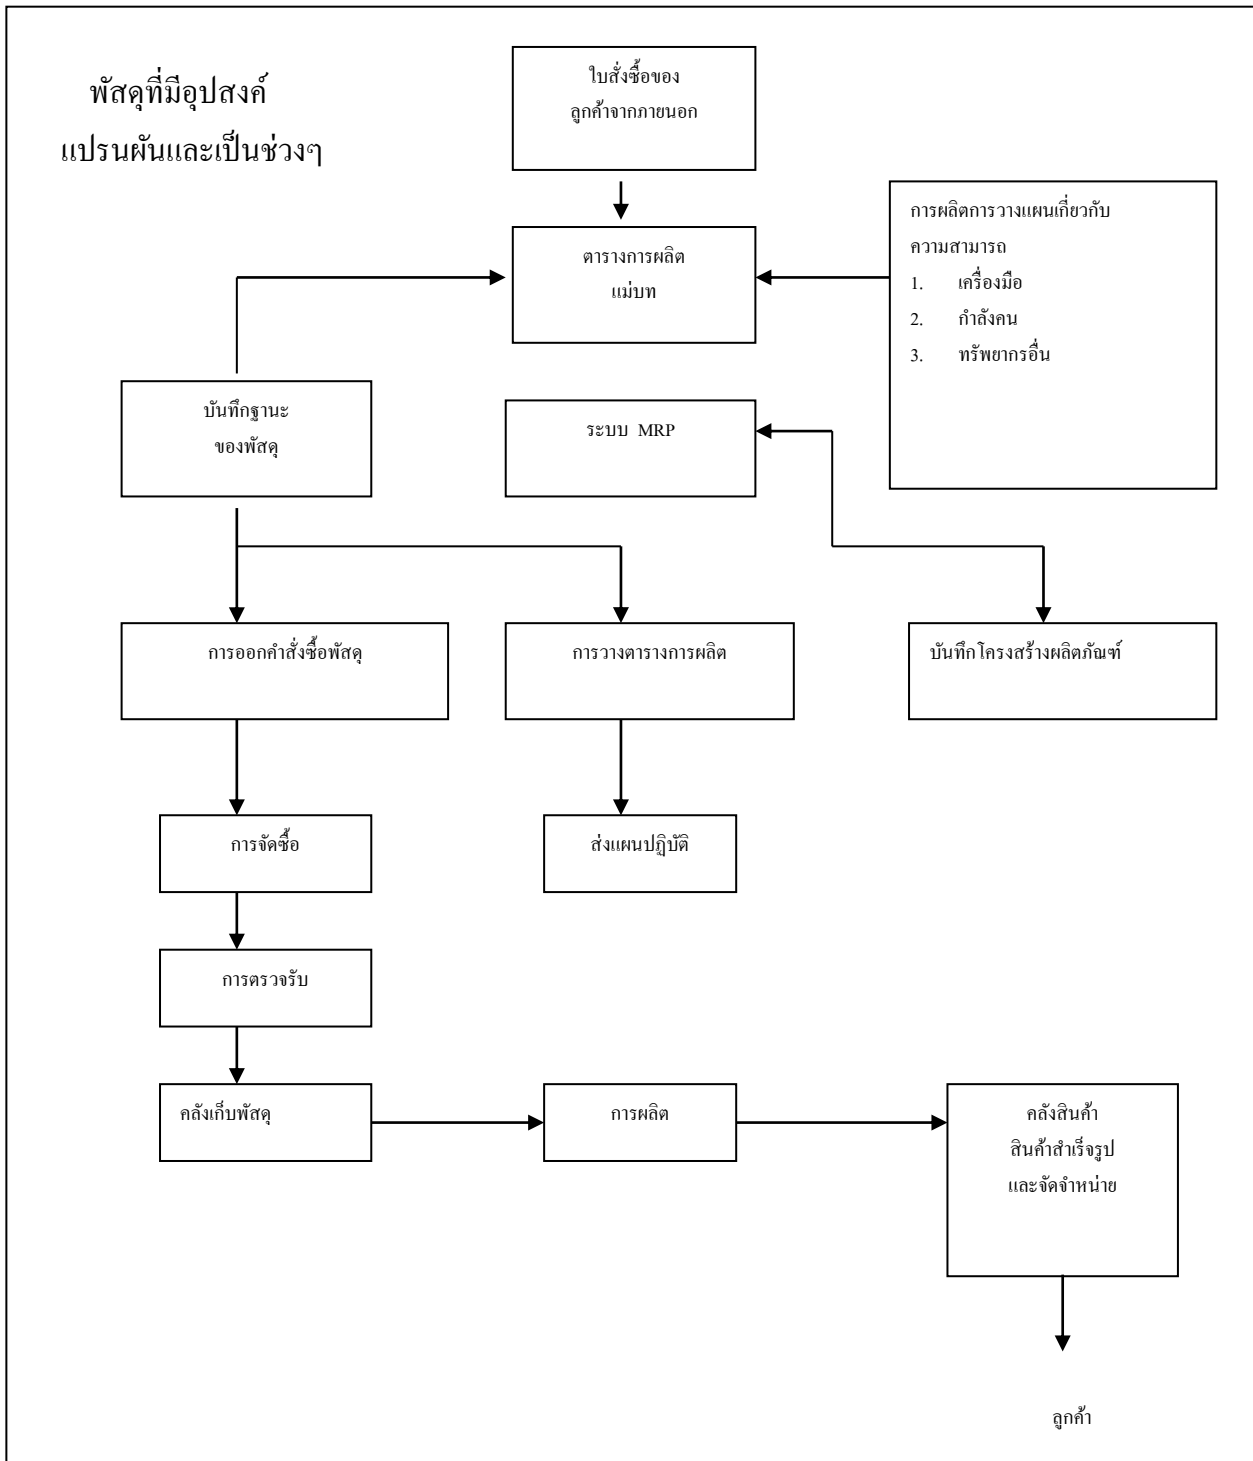 พัสดุที่มีอุปสงค์
แปรนผันและเป็นช่วงๆ
ใบสั่งซื้อของ
ลูกค้าจากภายนอก
ตารางการผลิต
แม่บท
การผลิตการวางแผนเกี่ยวกับ
ความสามารถ
1. เครื่องมือ
2. กำลังคน
3. ทรัพยากรอื่น
บันทึกฐานะ
ของพัสดุ
ระบบ MRP
การออกคำสั่งซื้อพัสดุ
การวางตารางการผลิต
บันทึกโครงสร้างผลิตภัณฑ์
การจัดซื้อ
ส่งแผนปฏิบัติ
การตรวจรับ
คลังเก็บพัสดุ
การผลิต
คลังสินค้า
สินค้าสำเร็จรูป
และจัดจำหน่าย
ลูกค้า